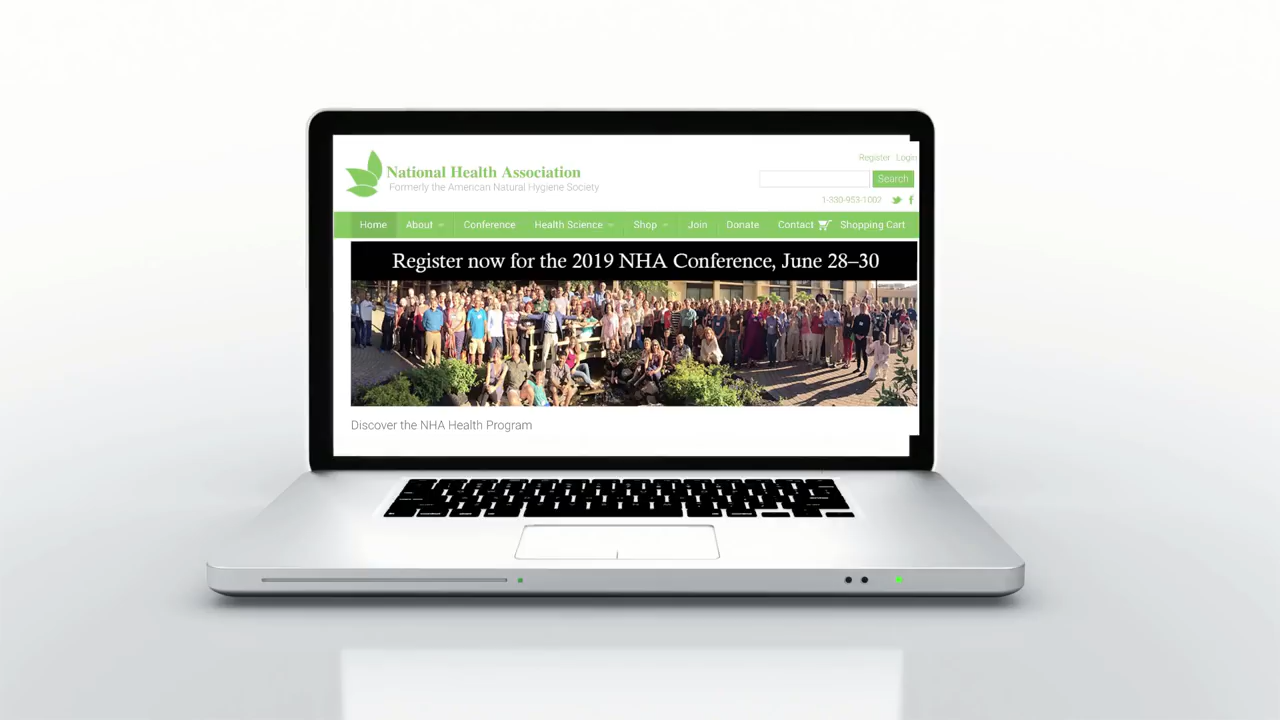 Register Login
National Health Association
Formerly the American Natural Hygiene Society
Search
1-330-953-1002
Home About Conference Health Science Shop Join Donate Contact Shopping Cart
Register now for the 2019 NHA Conference, June 28–30
Discover the NHA Health Program